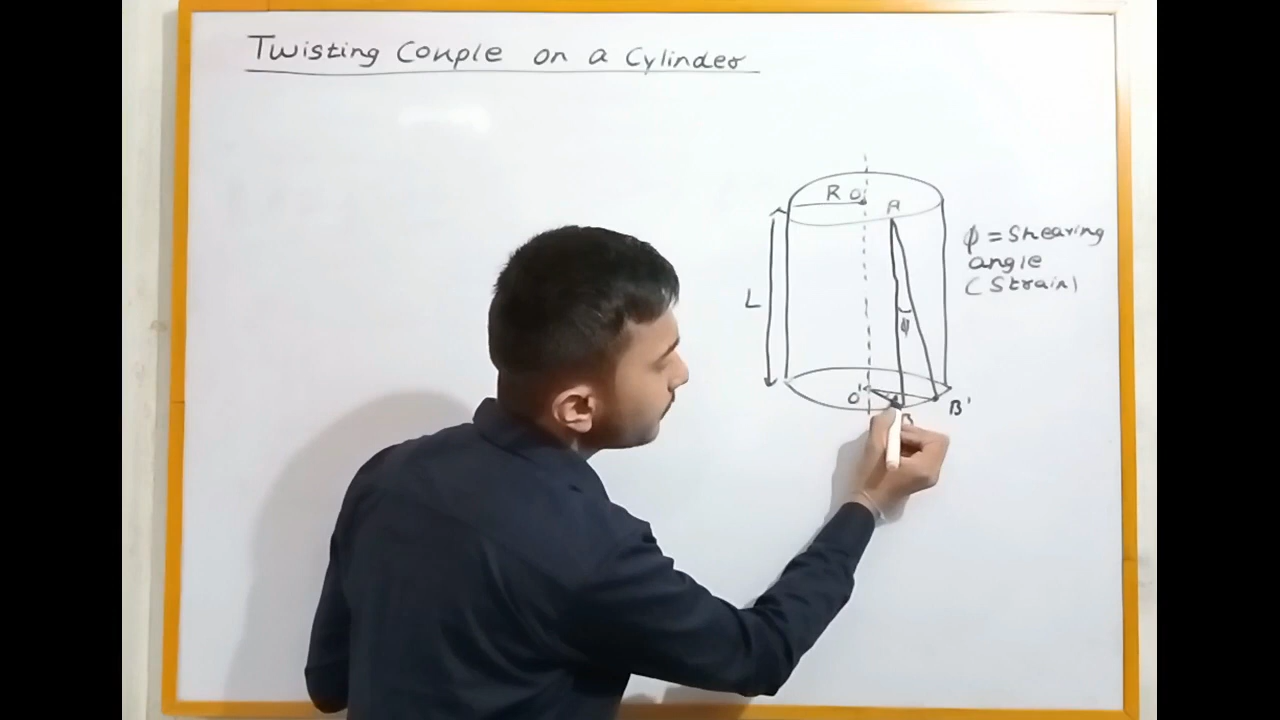 Twisting Couple on a Cylinder
R O
A
φ = Shearing
angle
(Strain)
L
φ
O'
B
B'